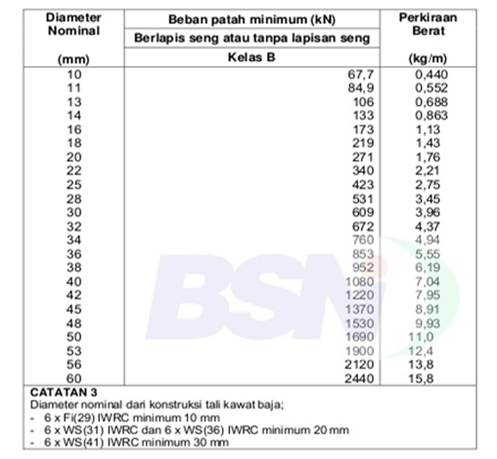 Diameter Nominal (mm) Beban patah minimum (kN) Perkiraan Berat (kg/m)
Berlapis seng atau tanpa lapisan seng
Kelas B
10 67,7 0,440
11 84,9 0,552
13 106 0,688
14 133 0,863
16 173 1,13
18 219 1,43
20 271 1,76
22 340 2,21
25 423 2,75
28 531 3,45
30 609 3,96
32 672 4,37
34 760 4,94
36 853 5,55
38 952 6,19
40 1080 7,04
42 1220 7,95
45 1370 8,91
48 1530 9,93
50 1690 11,0
53 1900 12,4
56 2120 13,8
60 2440 15,8
CATATAN 3
Diameter nominal dari konstruksi tali kawat baja;
- 6 x Fi(29) IWRC minimum 10 mm
- 6 x WS(31) IWRC dan 6 x WS(36) IWRC minimum 20 mm
- 6 x WS(41) IWRC minimum 30 mm
BSN